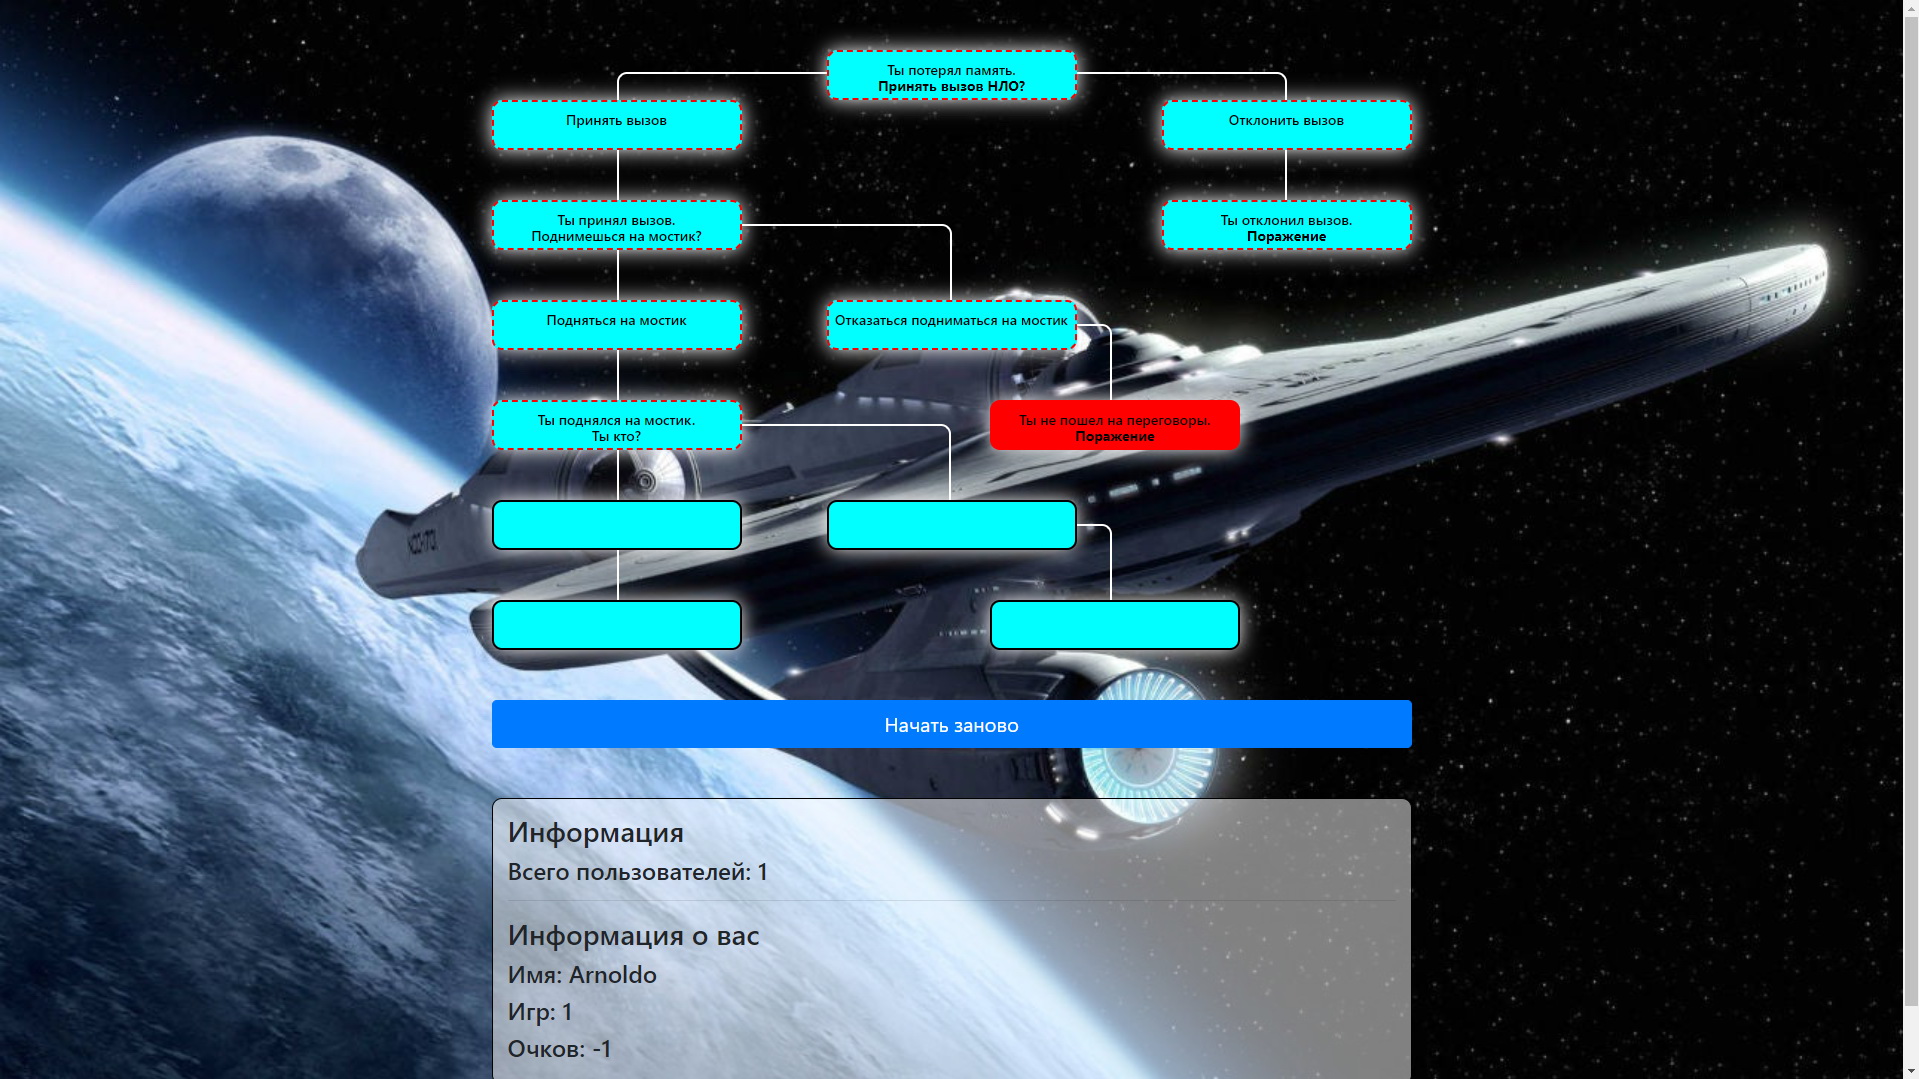 Ты потерял память.
Принять вызов НЛО?
Принять вызов
Отклонить вызов
Ты принял вызов.
Поднимешься на мостик?
Ты отклонил вызов.
Поражение
Подняться на мостик
Отказаться подниматься на мостик
Ты поднялся на мостик.
Ты кто?
Ты не пошел на переговоры.
Поражение
Начать заново
Информация
Всего пользователей: 1
Информация о вас
Имя: Arnoldo
Игр: 1
Очков: -1